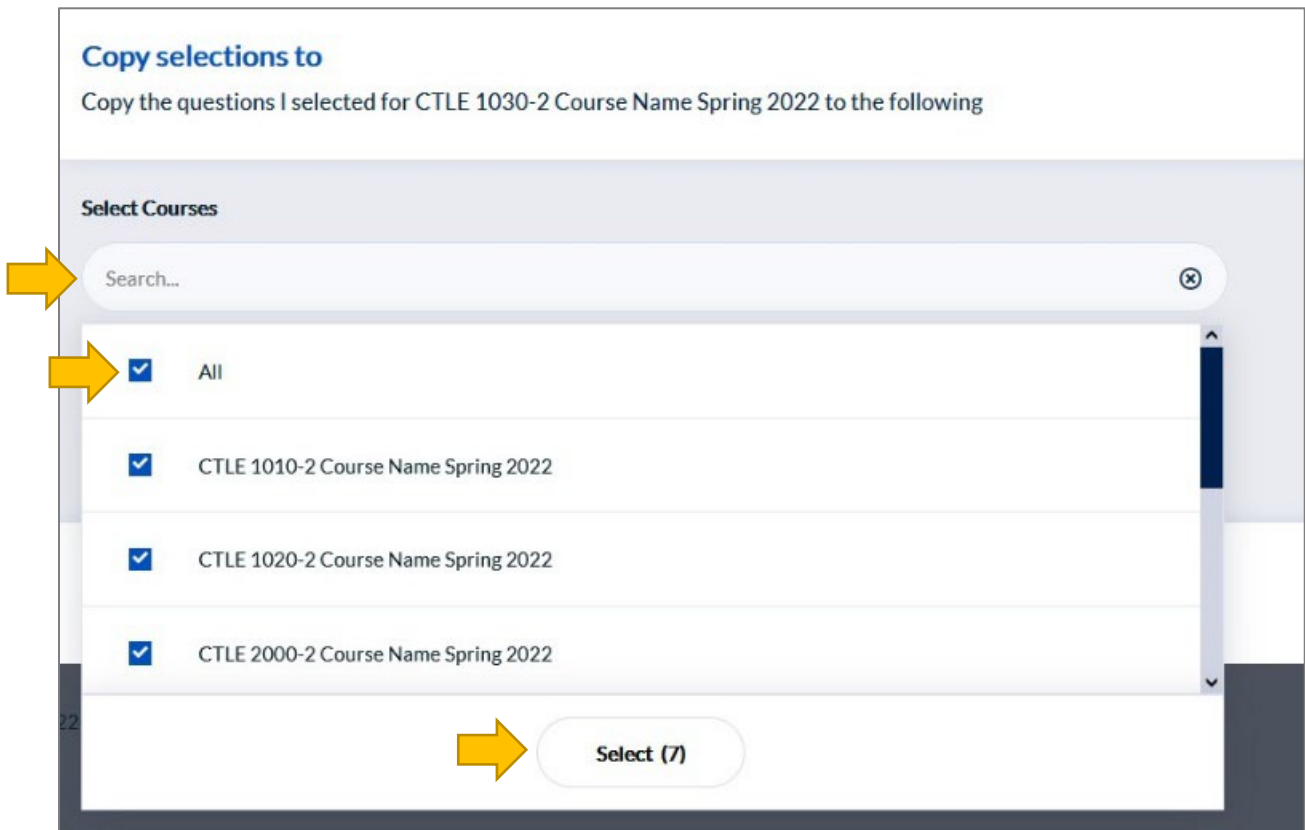 Copy selections to
Copy the questions I selected for CTLE 1030-2 Course Name Spring 2022 to the following
Select Courses
Search...
All
CTLE 1010-2 Course Name Spring 2022
CTLE 1020-2 Course Name Spring 2022
CTLE 2000-2 Course Name Spring 2022
22
Select (7)